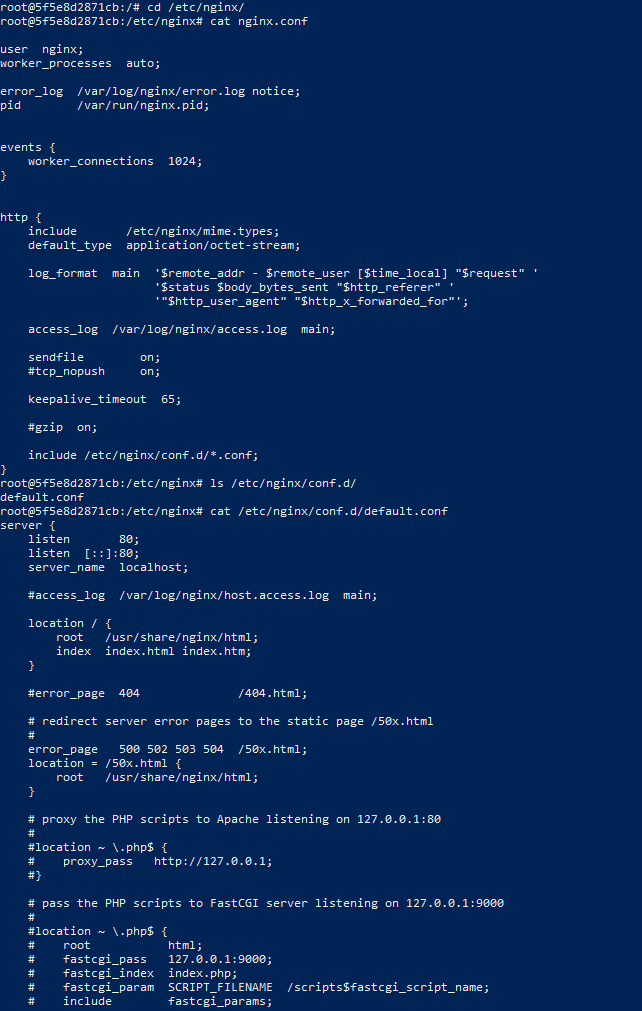 root@5f5e8d2871cb:/# cd /etc/nginx/
root@5f5e8d2871cb:/etc/nginx# cat nginx.conf

user  nginx;
worker_processes  auto;

error_log  /var/log/nginx/error.log notice;
pid        /var/run/nginx.pid;


events {
    worker_connections  1024;
}


http {
    include       /etc/nginx/mime.types;
    default_type  application/octet-stream;

    log_format  main  '$remote_addr - $remote_user [$time_local] "$request" '
                      '$status $body_bytes_sent "$http_referer" '
                      '"$http_user_agent" "$http_x_forwarded_for"';

    access_log  /var/log/nginx/access.log  main;

    sendfile        on;
    #tcp_nopush     on;

    keepalive_timeout  65;

    #gzip  on;

    include /etc/nginx/conf.d/*.conf;
}
root@5f5e8d2871cb:/etc/nginx# ls /etc/nginx/conf.d/
default.conf
root@5f5e8d2871cb:/etc/nginx# cat /etc/nginx/conf.d/default.conf
server {
    listen       80;
    listen  [::]:80;
    server_name  localhost;

    #access_log  /var/log/nginx/host.access.log  main;

    location / {
        root   /usr/share/nginx/html;
        index  index.html index.htm;
    }

    #error_page  404              /404.html;

    # redirect server error pages to the static page /50x.html
    #
    error_page   500 502 503 504  /50x.html;
    location = /50x.html {
        root   /usr/share/nginx/html;
    }

    # proxy the PHP scripts to Apache listening on 127.0.0.1:80
    #
    #location ~ \.php$ {
    #    proxy_pass   http://127.0.0.1;
    #}

    # pass the PHP scripts to FastCGI server listening on 127.0.0.1:9000
    #
    #location ~ \.php$ {
    #    root           html;
    #    fastcgi_pass   127.0.0.1:9000;
    #    fastcgi_index  index.php;
    #    fastcgi_param  SCRIPT_FILENAME  /scripts$fastcgi_script_name;
    #    include        fastcgi_params;